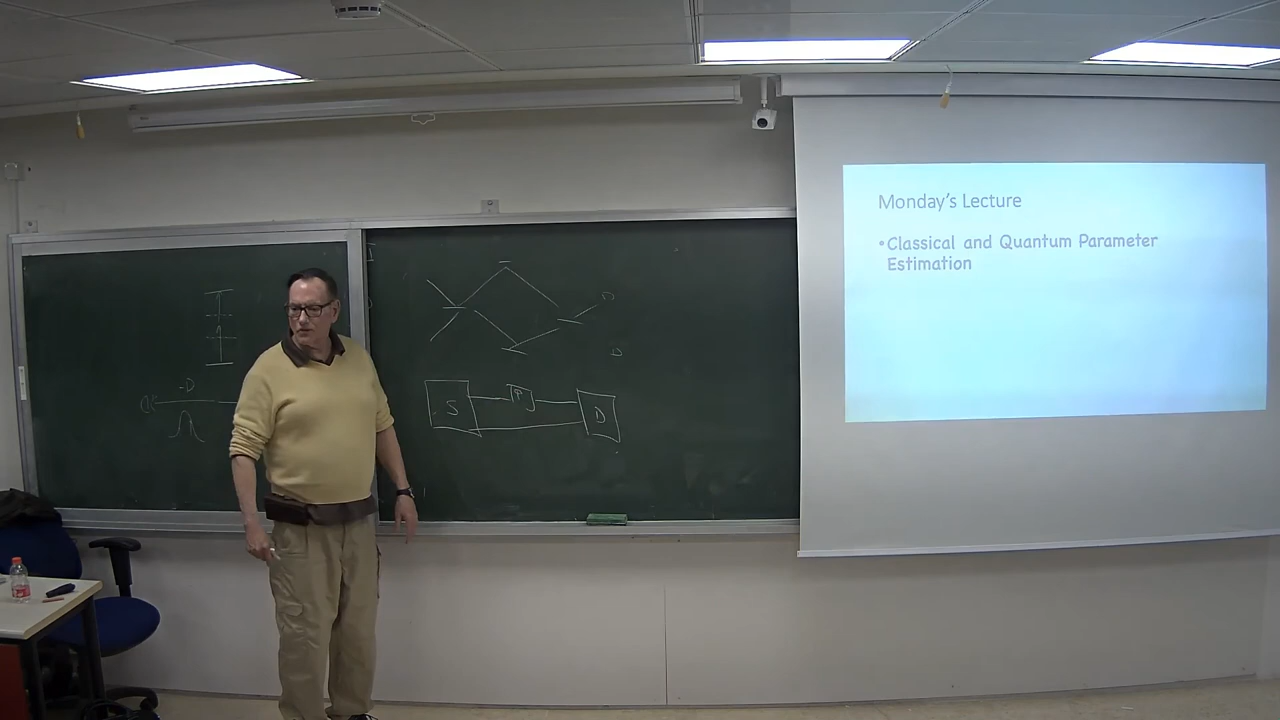 -D
S
φ
D
D
D
Monday's Lecture
•Classical and Quantum Parameter
Estimation